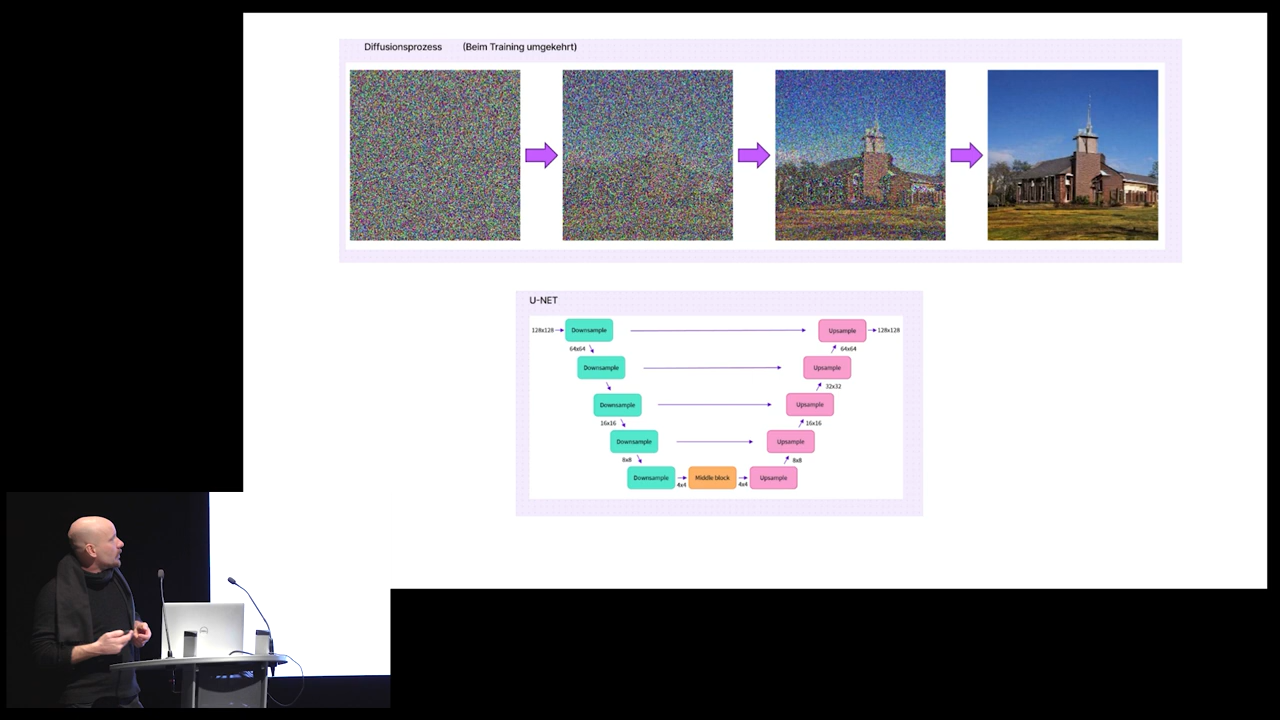 Diffusionsprozess (Beim Training umgekehrt)
U-NET
128x128 Downsample Upsample 128x128
64x64 64x64
Downsample Upsample
32x32
Downsample Upsample
16x16 16x16
Downsample Upsample
8x8 8x8
Downsample Middle block Upsample
4x4 4x4